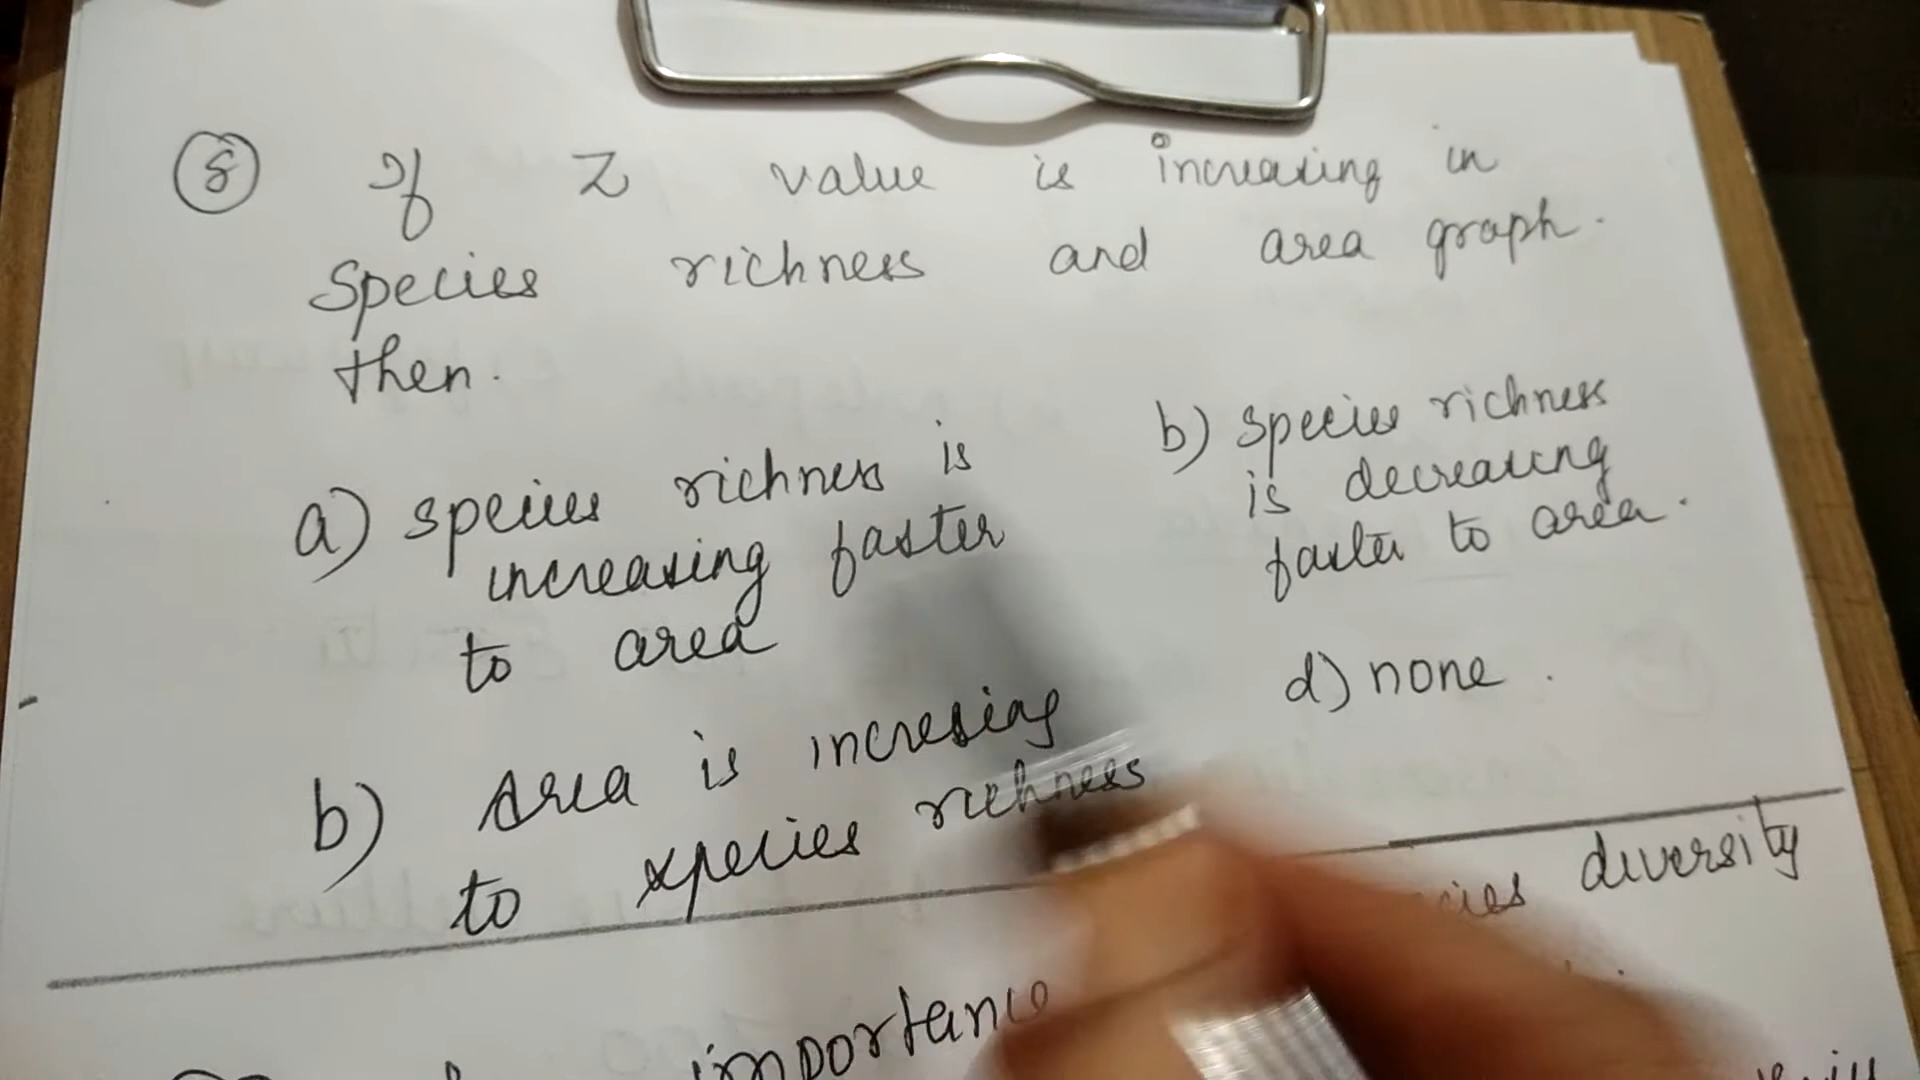 8 If Z value is increasing in
Species richness and area graph.
then.
a) species richness is
increasing faster
to area
b) species richness
is decreasing
faster to area.
b) Area is incresing
to species richness
d) none.
diversity
importance